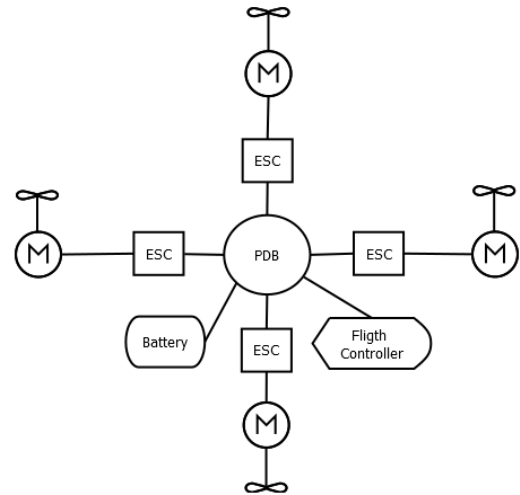 M
ESC
M
ESC
PDB
ESC
M
Battery
ESC
Fligth
Controller
M